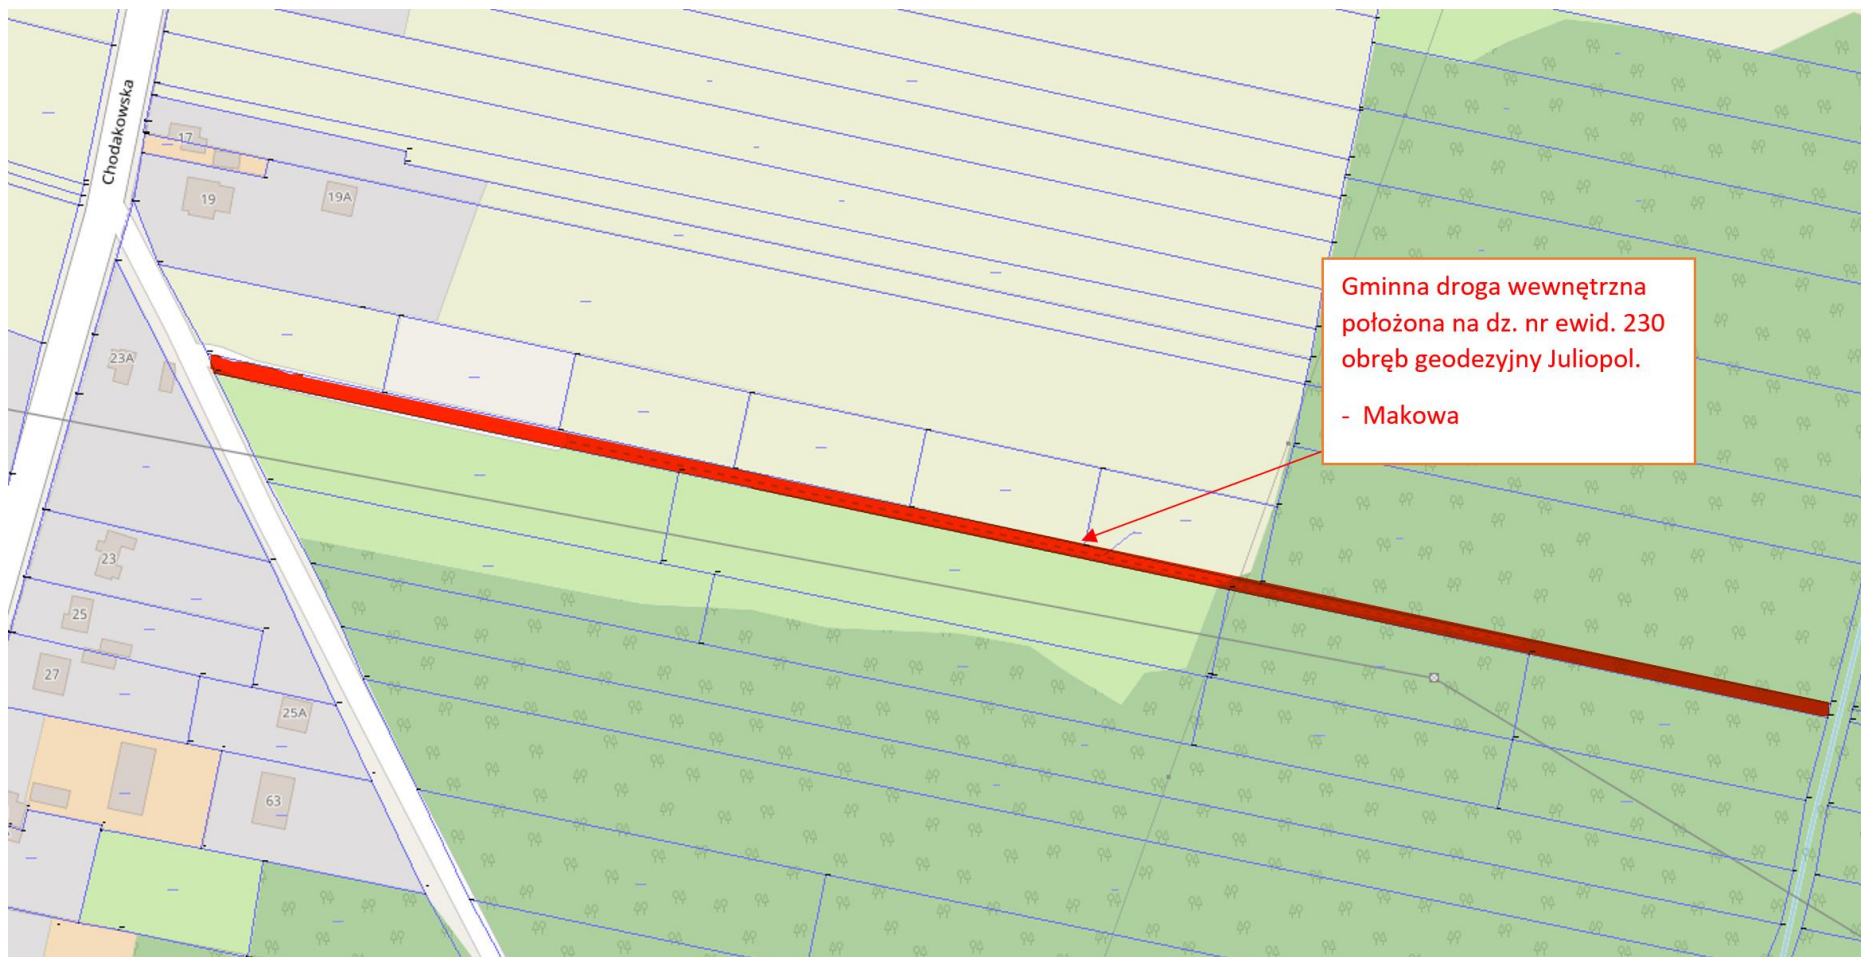 Chodakowska
17
19
19A
Gminna droga wewnętrzna
położona na dz. nr ewid. 230
obręb geodezyjny Juliopol.
- Makowa
23A
23
25
27
25A
63